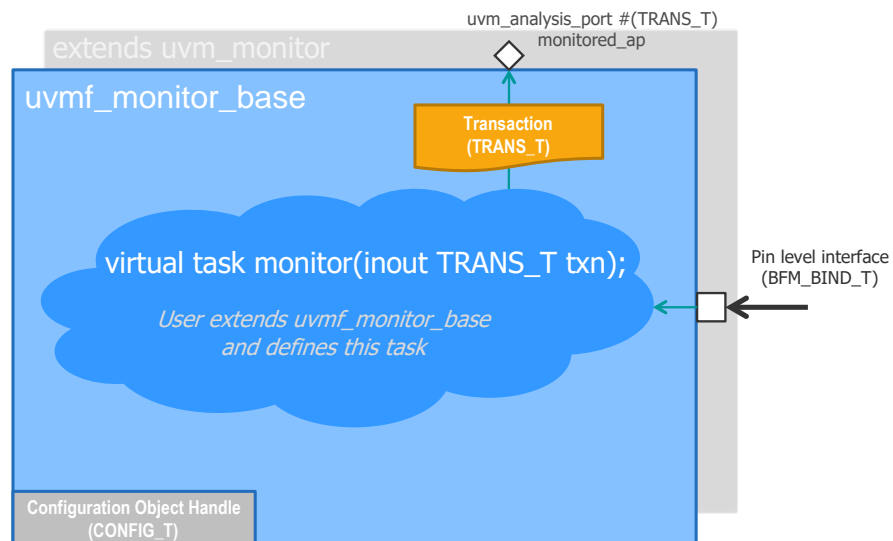 uvm_analysis_port #(TRANS_T)
monitored_ap
extends uvm_monitor
uvmf_monitor_base
Transaction
(TRANS_T)
virtual task monitor(inout TRANS_T txn);
User extends uvmf_monitor_base
and defines this task
Pin level interface
(BFM_BIND_T)
Configuration Object Handle
(CONFIG_T)